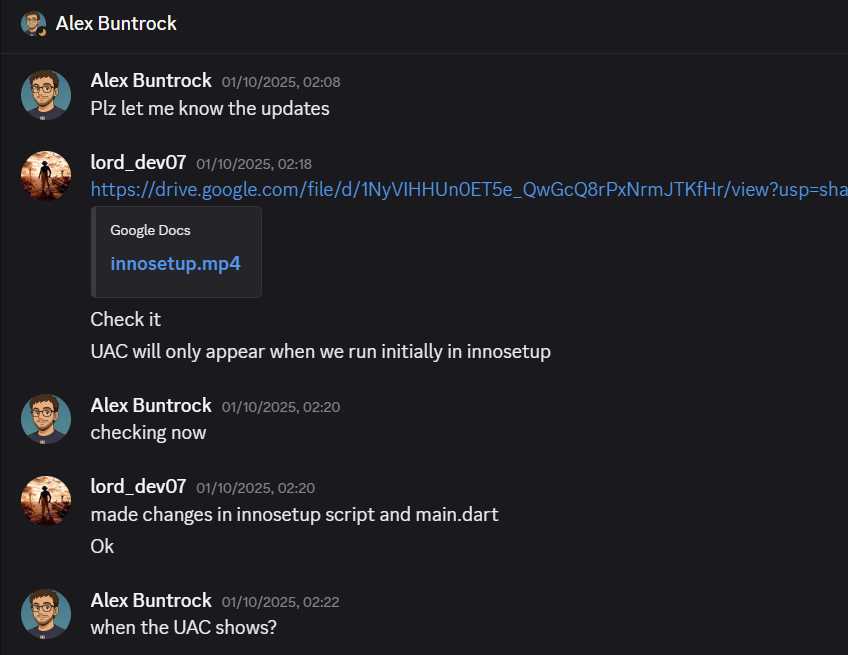 Alex Buntrock
Alex Buntrock 01/10/2025, 02:08
Plz let me know the updates
lord_dev07 01/10/2025, 02:18
https://drive.google.com/file/d/1NyVIHHUn0ET5e_QwGcQ8rPxNrmJTKfHr/view?usp=sha
Google Docs
innosetup.mp4
Check it
UAC will only appear when we run initially in innosetup
Alex Buntrock 01/10/2025, 02:20
checking now
lord_dev07 01/10/2025, 02:20
made changes in innosetup script and main.dart
Ok
Alex Buntrock 01/10/2025, 02:22
when the UAC shows?